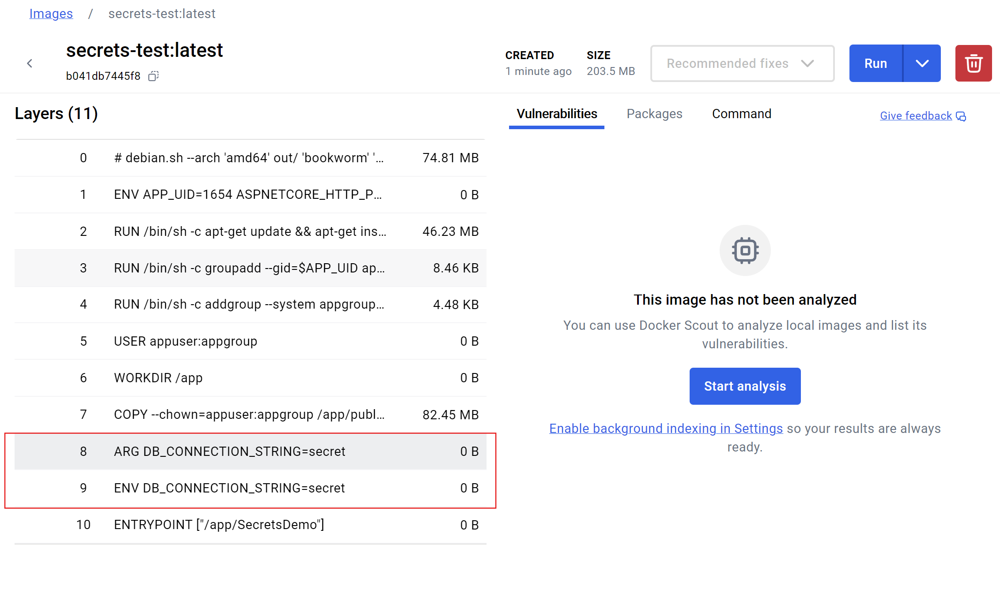 Images / secrets-test:latest
secrets-test:latest
b041db7445f8
CREATED
1 minute ago
SIZE
203.5 MB
Recommended fixes
Run
Layers (11)
0 # debian.sh --arch 'amd64' out/ 'bookworm' '... 74.81 MB
1 ENV APP_UID=1654 ASPNETCORE_HTTP_P... 0 B
2 RUN /bin/sh -c apt-get update && apt-get ins... 46.23 MB
3 RUN /bin/sh -c groupadd --gid=$APP_UID ap... 8.46 KB
4 RUN /bin/sh -c addgroup --system appgroup... 4.48 KB
5 USER appuser:appgroup 0 B
6 WORKDIR /app 0 B
7 COPY --chown=appuser:appgroup /app/publ... 82.45 MB
8 ARG DB_CONNECTION_STRING=secret 0 B
9 ENV DB_CONNECTION_STRING=secret 0 B
10 ENTRYPOINT ["/app/SecretsDemo"] 0 B
Vulnerabilities Packages Command Give feedback
This image has not been analyzed
You can use Docker Scout to analyze local images and list its
vulnerabilities.
Start analysis
Enable background indexing in Settings so your results are always
ready.